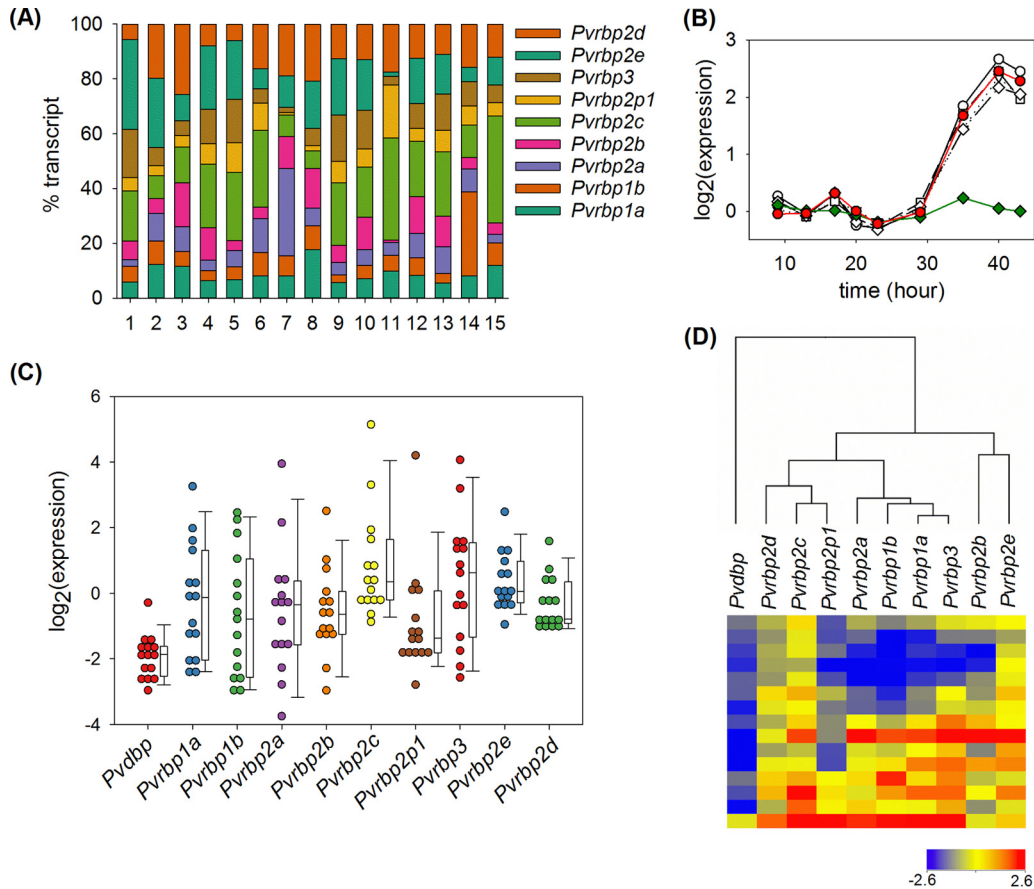 (A)
% transcript
100
80
60
40
20
0
1 2 3 4 5 6 7 8 9 10 11 12 13 14 15
Pvrbp2d
Pvrbp2e
Pvrbp3
Pvrbp2p1
Pvrbp2c
Pvrbp2b
Pvrbp2a
Pvrbp1b
Pvrbp1a
(B)
log2(expression)
3
2
1
0
10 20 30 40
time (hour)
(C)
log2(expression)
6
4
2
0
-2
-4
Pvdbp
Pvrbp1a
Pvrbp1b
Pvrbp2a
Pvrbp2b
Pvrbp2c
Pvrbp2p1
Pvrbp3
Pvrbp2e
Pvrbp2d
(D)
Pvdbp
Pvrbp2d
Pvrbp2c
Pvrbp2p1
Pvrbp2a
Pvrbp1b
Pvrbp1a
Pvrbp3
Pvrbp2b
Pvrbp2e
-2.6 2.6